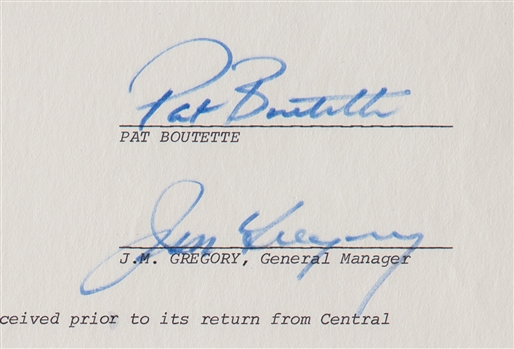 Pat Boutette
PAT BOUTETTE
Jim Gregory
J.M. GREGORY, General Manager
ceived prior to its return from Central